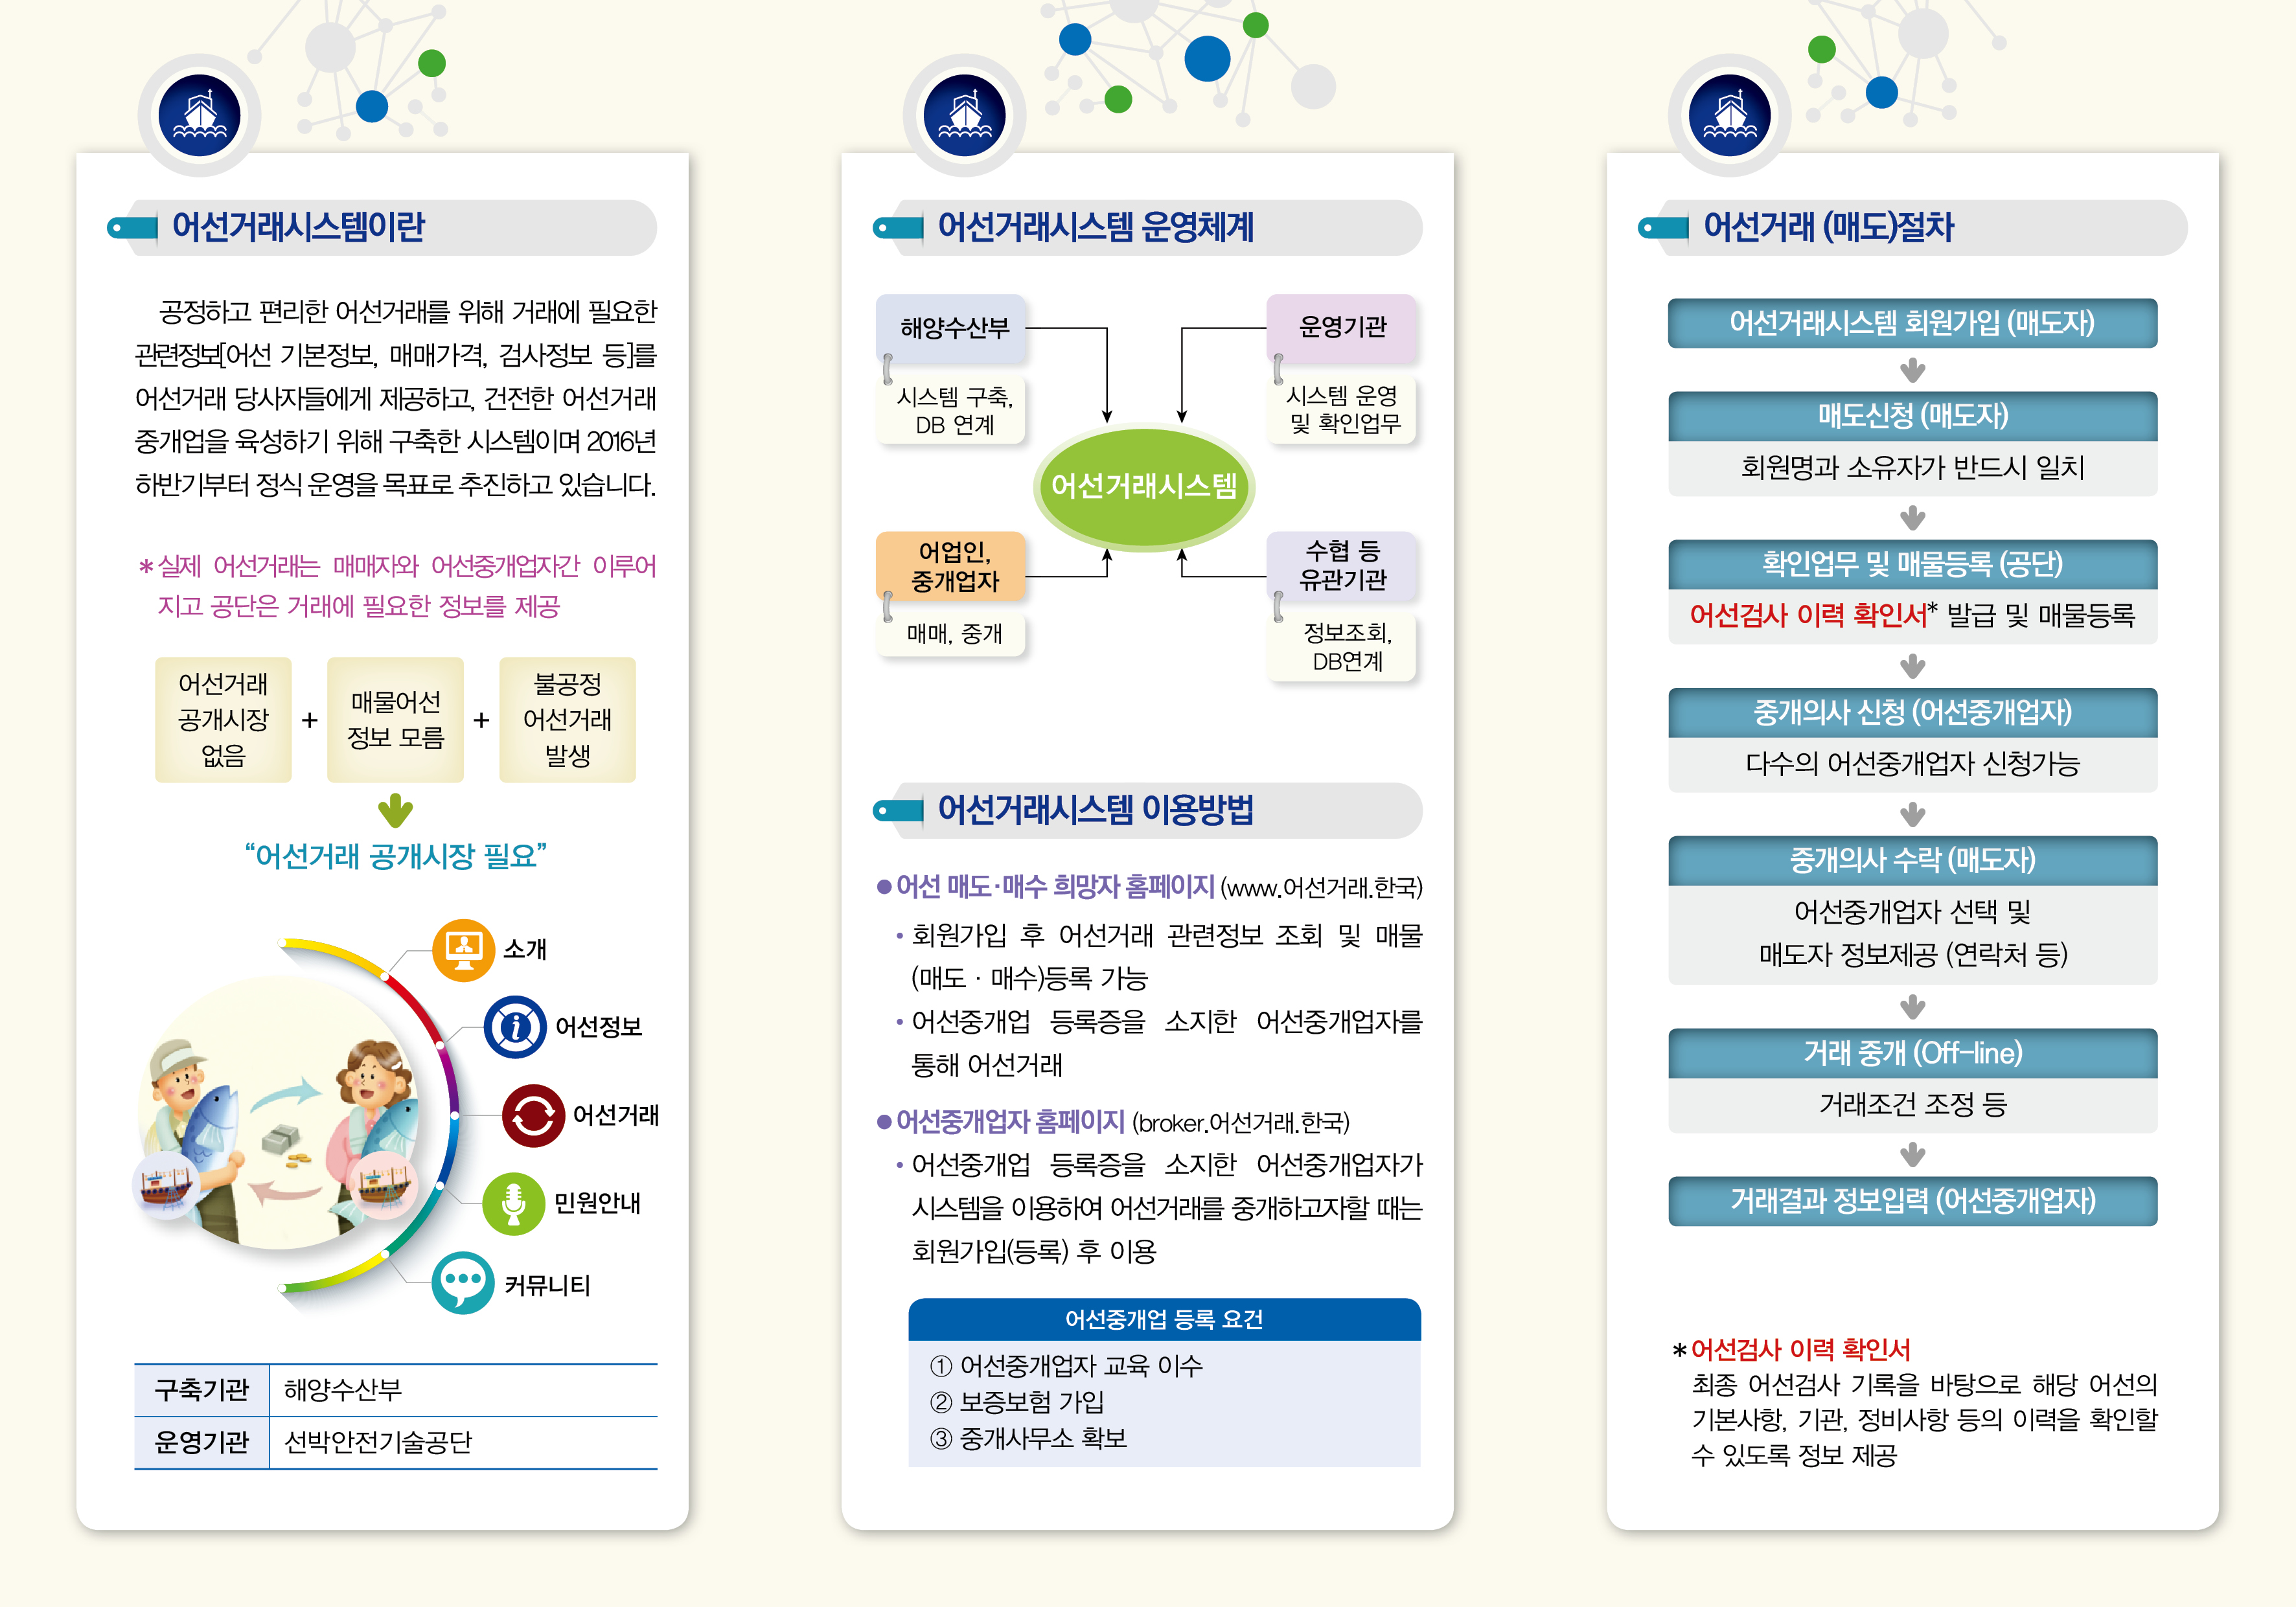 어선거래시스템이란
공정하고 편리한 어선거래를 위해 거래에 필요한
관련정보[어선 기본정보, 매매가격, 검사정보 등]를
어선거래 당사자들에게 제공하고, 건전한 어선거래
중개업을 육성하기 위해 구축한 시스템이며 2016년
하반기부터 정식 운영을 목표로 추진하고 있습니다.
* 실제 어선거래는 매매자와 어선중개업자간 이루어
지고 공단은 거래에 필요한 정보를 제공
어선거래
공개시장
없음
+
매물어선
정보 모름
+
불공정
어선거래
발생
“어선거래 공개시장 필요”
소개
어선정보
어선거래
민원안내
커뮤니티
구축기관 해양수산부
운영기관 선박안전기술공단
어선거래시스템 운영체계
해양수산부
시스템 구축,
DB 연계
운영기관
시스템 운영
및 확인업무
어선거래시스템
어업인,
중개업자
매매, 중개
수협 등
유관기관
정보조회,
DB연계
어선거래시스템 이용방법
● 어선 매도·매수 희망자 홈페이지 (www.어선거래.한국)
• 회원가입 후 어선거래 관련정보 조회 및 매물
(매도 · 매수)등록 가능
• 어선중개업 등록증을 소지한 어선중개업자를
통해 어선거래
● 어선중개업자 홈페이지 (broker.어선거래.한국)
• 어선중개업 등록증을 소지한 어선중개업자가
시스템을 이용하여 어선거래를 중개하고자할 때는
회원가입(등록) 후 이용
어선중개업 등록 요건
① 어선중개업자 교육 이수
② 보증보험 가입
③ 중개사무소 확보
어선거래 (매도)절차
어선거래시스템 회원가입 (매도자)
매도신청 (매도자)
회원명과 소유자가 반드시 일치
확인업무 및 매물등록 (공단)
어선검사 이력 확인서* 발급 및 매물등록
중개의사 신청 (어선중개업자)
다수의 어선중개업자 신청가능
중개의사 수락 (매도자)
어선중개업자 선택 및
매도자 정보제공 (연락처 등)
거래 중개 (Off-line)
거래조건 조정 등
거래결과 정보입력 (어선중개업자)
* 어선검사 이력 확인서
최종 어선검사 기록을 바탕으로 해당 어선의
기본사항, 기관, 정비사항 등의 이력을 확인할
수 있도록 정보 제공